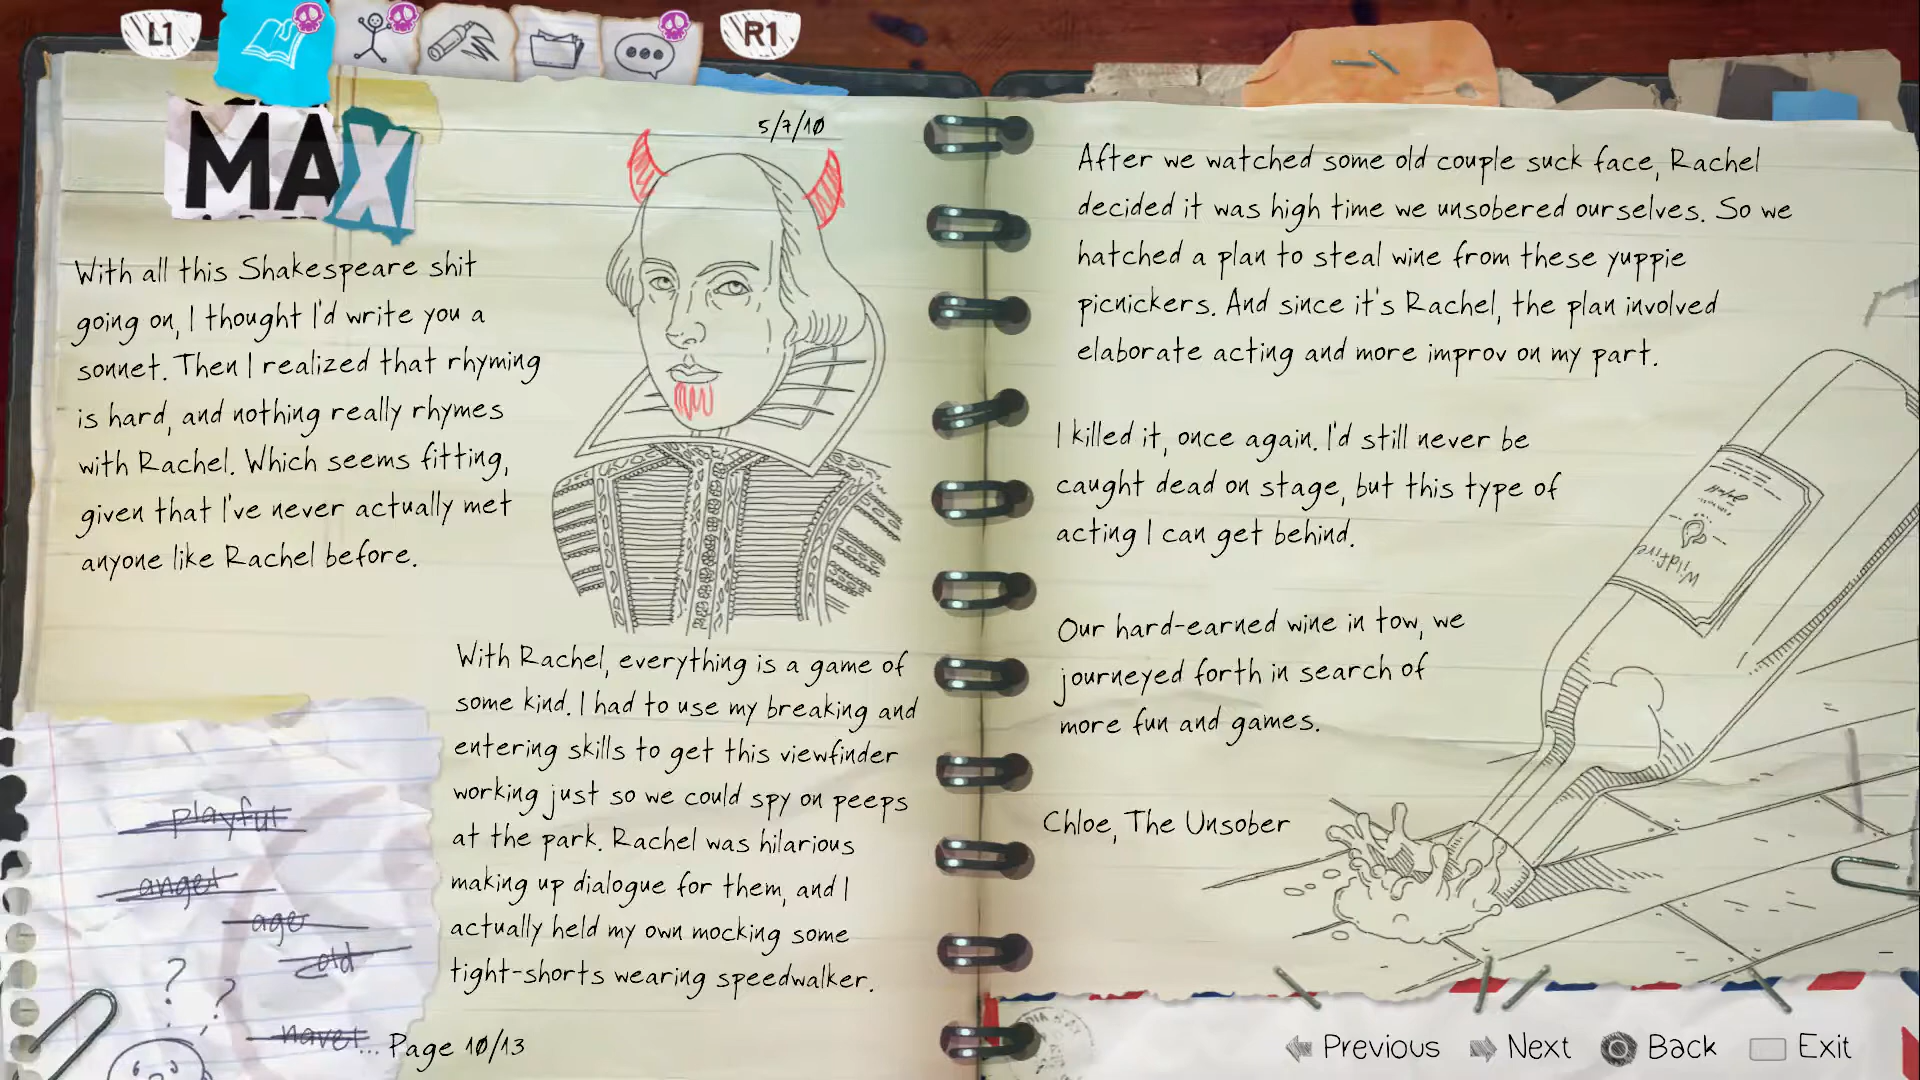 L1
R1
MAX
5/7/10
With all this Shakespeare shit
going on, I thought I'd write you a
sonnet. Then I realized that rhyming
is hard, and nothing really rhymes
with Rachel. Which seems fitting,
given that I've never actually met
anyone like Rachel before.
With Rachel, everything is a game of
some kind. I had to use my breaking and
entering skills to get this viewfinder
working just so we could spy on peeps
at the park. Rachel was hilarious
making up dialogue for them, and I
actually held my own mocking some
tight-shorts wearing speedwalker.
playful
angel
age
old
? ?
navel...
Page 10/13
After we watched some old couple suck face, Rachel
decided it was high time we unsobered ourselves. So we
hatched a plan to steal wine from these yuppie
picnickers. And since it's Rachel, the plan involved
elaborate acting and more improv on my part.
I killed it, once again. I'd still never be
caught dead on stage, but this type of
acting I can get behind.
Our hard-earned wine in tow, we
journeyed forth in search of
more fun and games.
Chloe, The Unsober
Wildfire
Previous
Next
Back
Exit